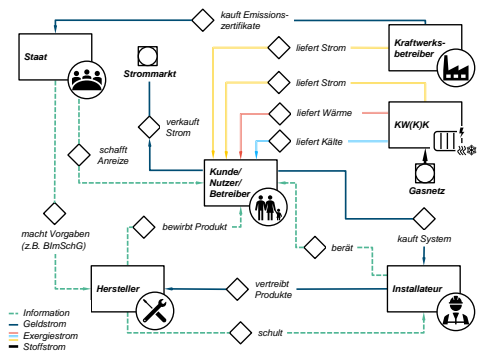 kauft Emissions-
zertifikate
Staat
Kraftwerks-
betreiber
liefert Strom
Strommarkt
liefert Strom
KW(K)K
liefert Wärme
verkauft
Strom
liefert Kälte
schafft
Anreize
Kunde/
Nutzer/
Betreiber
Gasnetz
macht Vorgaben
(z.B. BImSchG)
bewirbt Produkt
berät
kauft System
Hersteller
vertreibt
Produkte
Installateur
schult
Information
Geldstrom
Exergiestrom
Stoffstrom